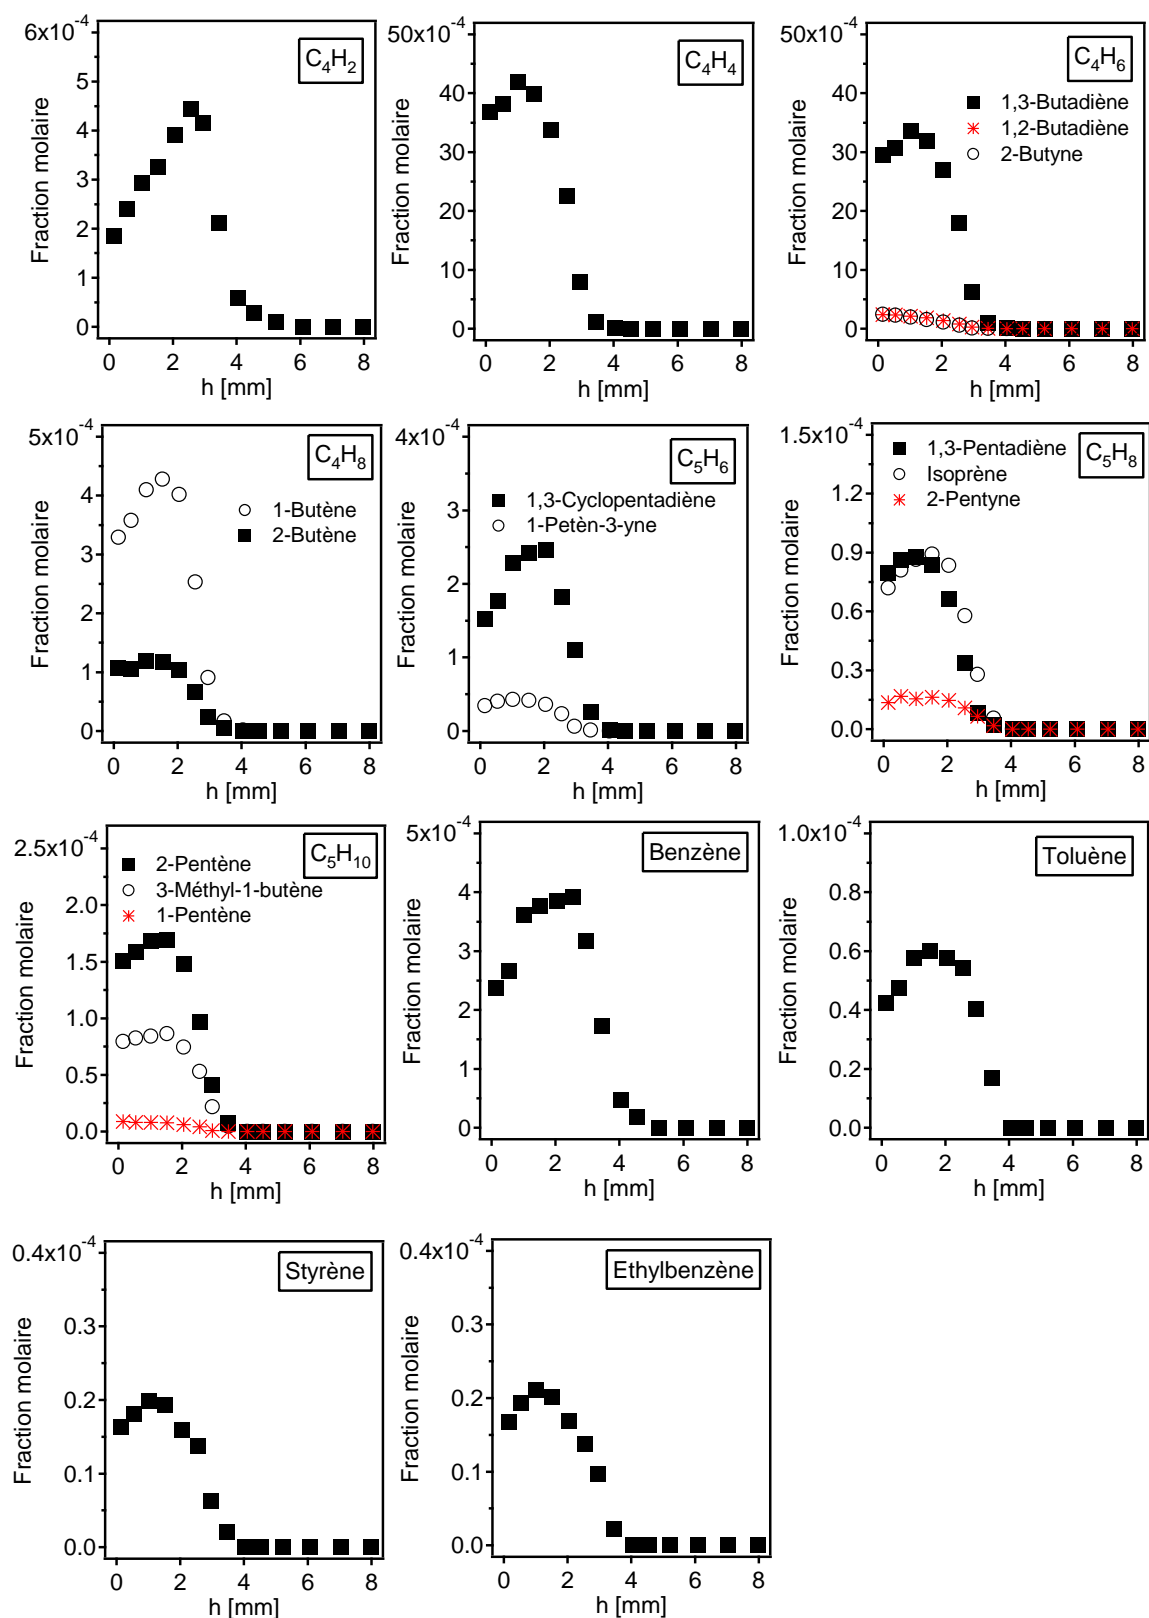 6x10-4
C4H2
5
4
3
2
1
0
Fraction molaire
0 2 4 6 8
h [mm]
50x10-4
C4H4
40
30
20
10
0
Fraction molaire
0 2 4 6 8
h [mm]
50x10-4
C4H6
1,3-Butadiène
1,2-Butadiène
2-Butyne
40
30
20
10
0
Fraction molaire
0 2 4 6 8
h [mm]
5x10-4
C4H8
1-Butène
2-Butène
4
3
2
1
0
Fraction molaire
0 2 4 6 8
h [mm]
4x10-4
C5H6
1,3-Cyclopentadiène
1-Petèn-3-yne
3
2
1
0
Fraction molaire
0 2 4 6 8
h [mm]
1.5x10-4
C5H8
1,3-Pentadiène
Isoprène
2-Pentyne
1.2
0.9
0.6
0.3
0.0
Fraction molaire
0 2 4 6 8
h [mm]
2.5x10-4
C5H10
2-Pentène
3-Méthyl-1-butène
1-Pentène
2.0
1.5
1.0
0.5
0.0
Fraction molaire
0 2 4 6 8
h [mm]
5x10-4
Benzène
4
3
2
1
0
Fraction molaire
0 2 4 6 8
h [mm]
1.0x10-4
Toluène
0.8
0.6
0.4
0.2
0.0
Fraction molaire
0 2 4 6 8
h [mm]
0.4x10-4
Styrène
0.3
0.2
0.1
0.0
Fraction molaire
0 2 4 6 8
h [mm]
0.4x10-4
Ethylbenzène
0.3
0.2
0.1
0.0
Fraction molaire
0 2 4 6 8
h [mm]